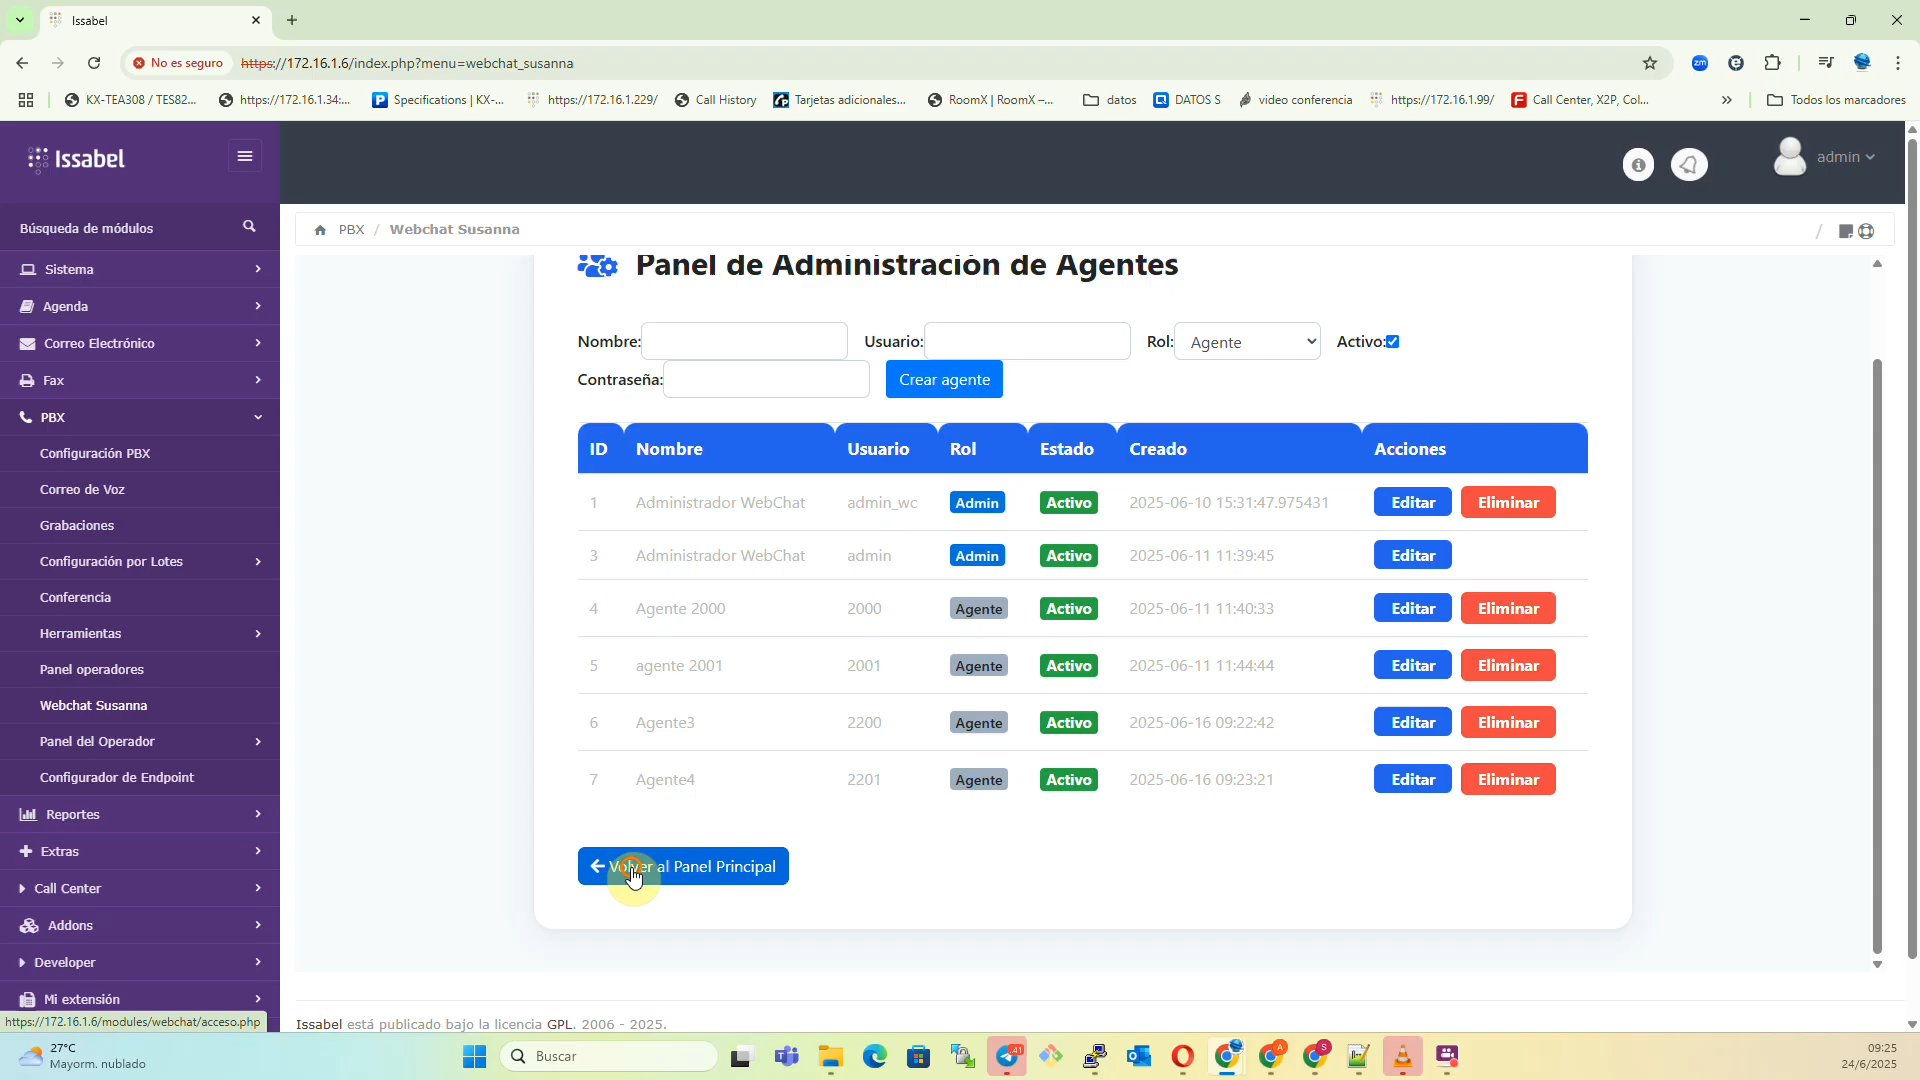 Issabel
No es seguro
https://172.16.1.6/index.php?menu=webchat_susanna
zm
KX-TEA308 / TES82...
https://172.16.1.34:...
Specifications | KX-...
https://172.16.1.229/
Call History
Tarjetas adicionales...
RoomX | RoomX –...
datos
DATOS S
video conferencia
https://172.16.1.99/
Call Center, X2P, Col...
Todos los marcadores
Issabel
admin
Búsqueda de módulos
PBX / Webchat Susanna
/
Sistema
Agenda
Correo Electrónico
Fax
PBX
Configuración PBX
Correo de Voz
Grabaciones
Configuración por Lotes
Conferencia
Herramientas
Panel operadores
Webchat Susanna
Panel del Operador
Configurador de Endpoint
Reportes
Extras
Call Center
Addons
Developer
Mi extensión
https://172.16.1.6/modules/webchat/acceso.php
Panel de Administración de Agentes
Nombre: Usuario: Rol: Agente Activo:
Contraseña: Crear agente
ID Nombre Usuario Rol Estado Creado Acciones
1 Administrador WebChat admin_wc Admin Activo 2025-06-10 15:31:47.975431 Editar Eliminar
3 Administrador WebChat admin Admin Activo 2025-06-11 11:39:45 Editar
4 Agente 2000 2000 Agente Activo 2025-06-11 11:40:33 Editar Eliminar
5 agente 2001 2001 Agente Activo 2025-06-11 11:44:44 Editar Eliminar
6 Agente3 2200 Agente Activo 2025-06-16 09:22:42 Editar Eliminar
7 Agente4 2201 Agente Activo 2025-06-16 09:23:21 Editar Eliminar
Volver al Panel Principal
Issabel está publicado bajo la licencia GPL. 2006 - 2025.
27°C
Mayorm. nublado
Buscar
41
A
S
09:25
24/6/2025